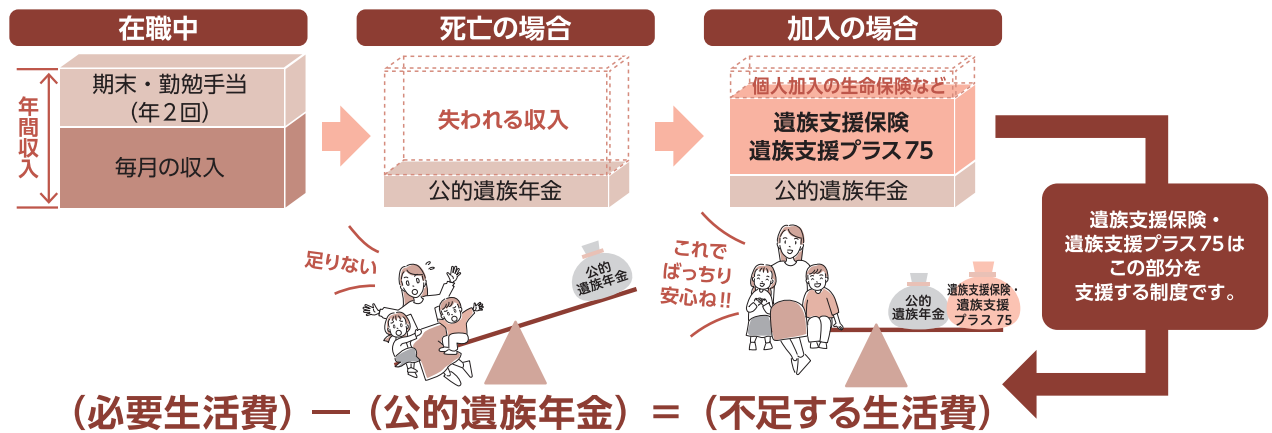 在職中
年間収入
期末・勤勉手当
(年２回)
毎月の収入
死亡の場合
失われる収入
公的遺族年金
加入の場合
個人加入の生命保険など
遺族支援保険
遺族支援プラス75
公的遺族年金
足りない
公的
遺族年金
これで
ばっちり
安心ね!!
公的
遺族年金
遺族支援保険・
遺族支援
プラス75
遺族支援保険・
遺族支援プラス75は
この部分を
支援する制度です。
（必要生活費）―（公的遺族年金）＝（不足する生活費）